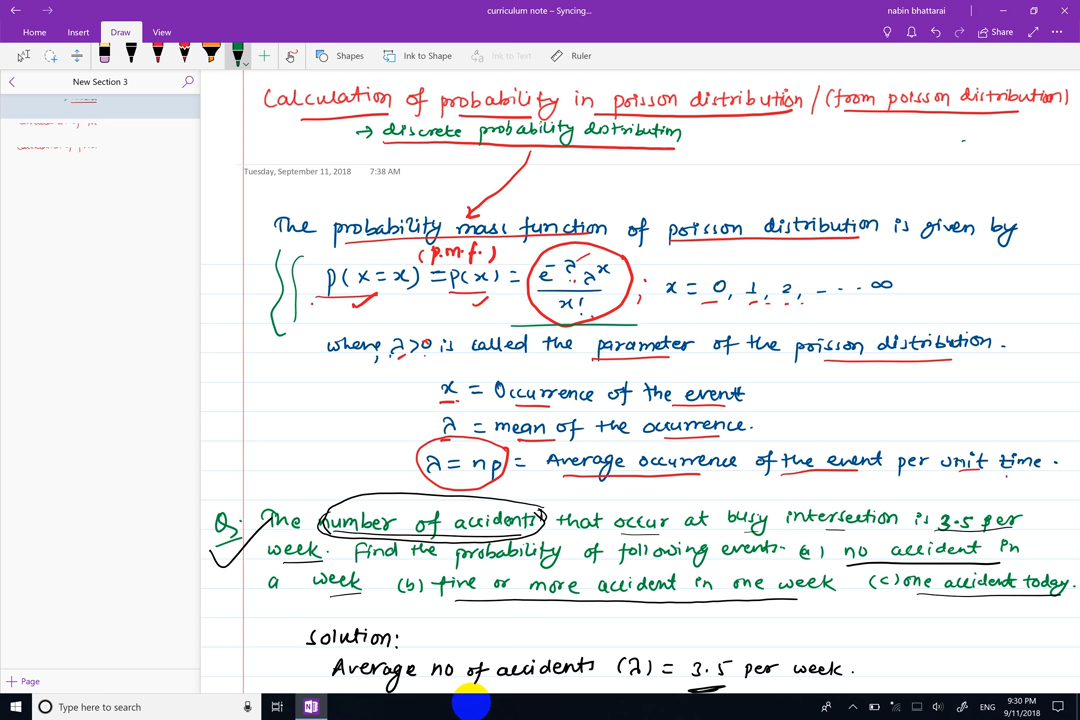 curriculum note – Syncing...
nabin bhattarai
Home Insert Draw View
Share
Shapes Ink to Shape Ink to Text Ruler
New Section 3
Calculation of probability in poisson distribution / (from poisson distribution)
→ discrete probability distribution
Tuesday, September 11, 2018 7:38 AM
The probability mass function of poisson distribution is given by
(p.m.f.)
p(X=x) = p(x) = e^-λ λ^x / x! ; x = 0, 1, 2, - - - - ∞
where, λ>0 is called the parameter of the poisson distribution.
x = Occurrence of the event
λ = mean of the occurrence.
λ = np = Average occurrence of the event per unit time.
Q: The number of accidents that occur at busy intersection is 3.5 per
week. Find the probability of following events. a) no accident in
a week (b) five or more accident in one week (c) one accident today.
Solution:
Average no of accidents (λ) = 3.5 per week.
+ Page
Type here to search
ENG
9:30 PM
9/11/2018